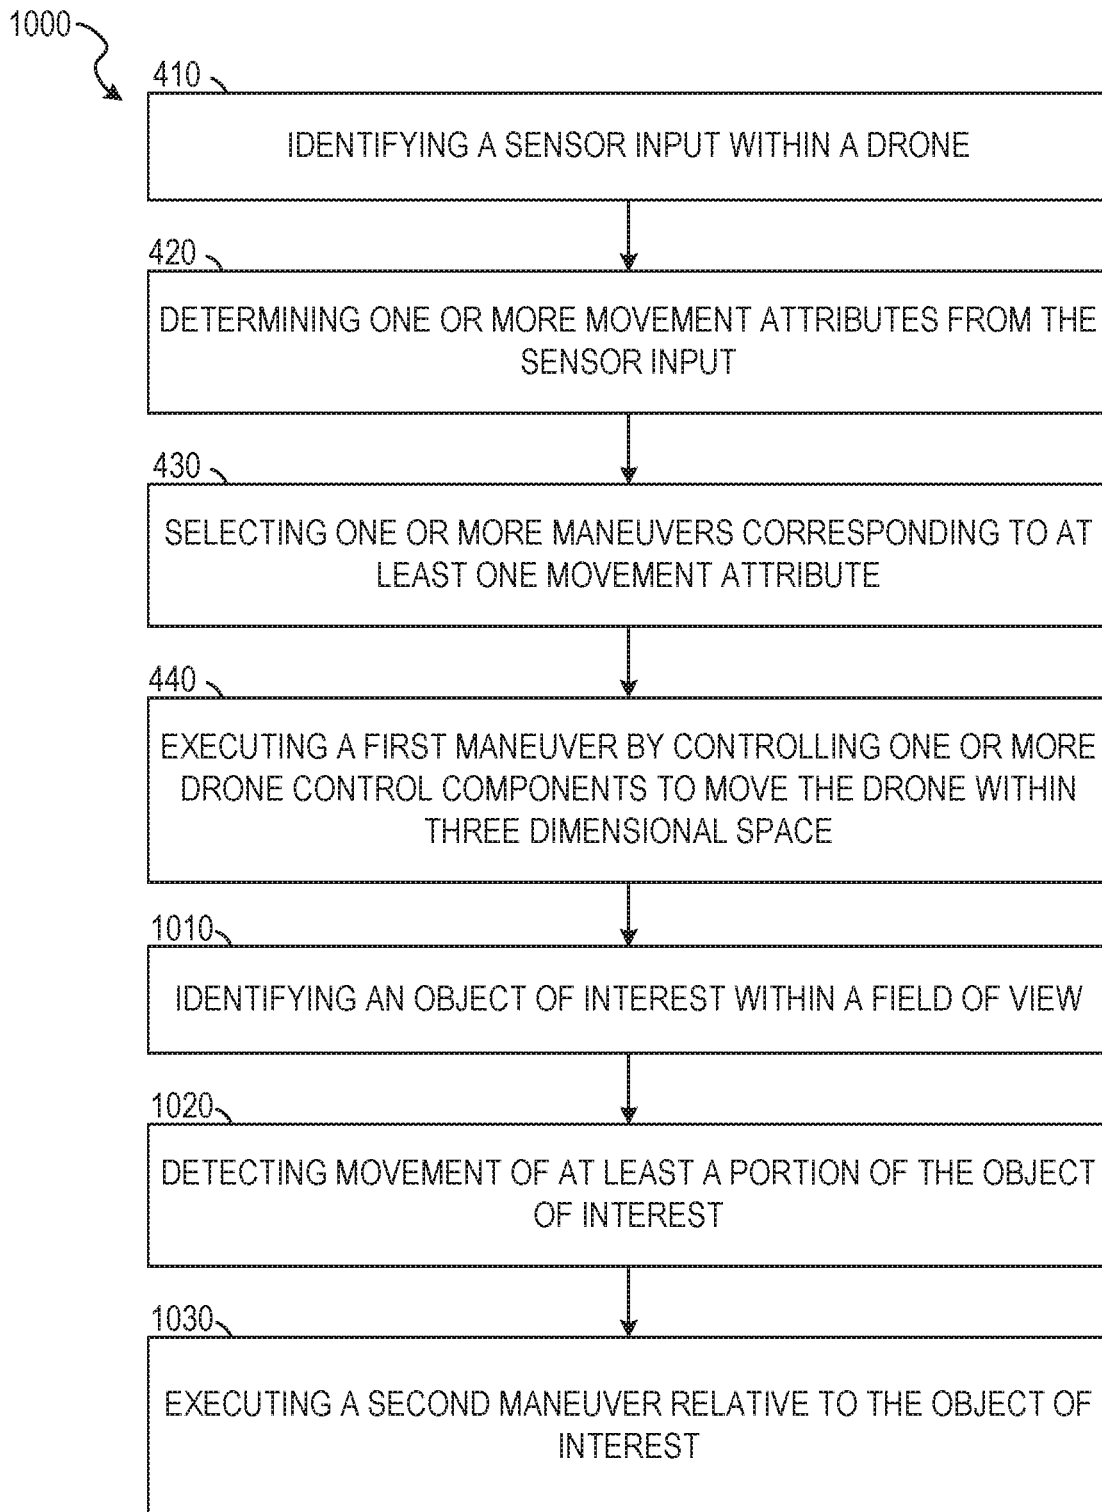 1000
410
IDENTIFYING A SENSOR INPUT WITHIN A DRONE
420
DETERMINING ONE OR MORE MOVEMENT ATTRIBUTES FROM THE
SENSOR INPUT
430
SELECTING ONE OR MORE MANEUVERS CORRESPONDING TO AT
LEAST ONE MOVEMENT ATTRIBUTE
440
EXECUTING A FIRST MANEUVER BY CONTROLLING ONE OR MORE
DRONE CONTROL COMPONENTS TO MOVE THE DRONE WITHIN
THREE DIMENSIONAL SPACE
1010
IDENTIFYING AN OBJECT OF INTEREST WITHIN A FIELD OF VIEW
1020
DETECTING MOVEMENT OF AT LEAST A PORTION OF THE OBJECT
OF INTEREST
1030
EXECUTING A SECOND MANEUVER RELATIVE TO THE OBJECT OF
INTEREST